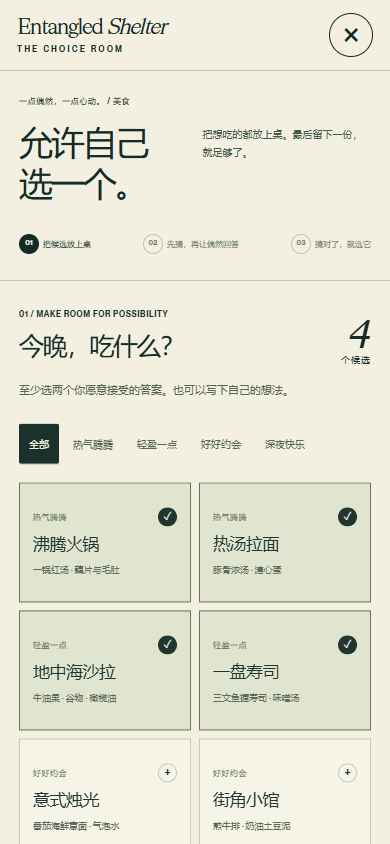 Entangled Shelter
THE CHOICE ROOM
一点偶然，一点心动。 / 美食
允许自己
选一个。
把想吃的都放上桌。最后留下一份，
就足够了。
01 把候选放上桌
02 先猜，再让偶然回答
03 猜对了，就选它
01 / MAKE ROOM FOR POSSIBILITY
今晚，吃什么？
4
个候选
至少选两个你愿意接受的答案。也可以写下自己的想法。
全部 热气腾腾 轻盈一点 好好约会 深夜快乐
热气腾腾
沸腾火锅
一锅红汤 · 藕片与毛肚
热气腾腾
热汤拉面
豚骨浓汤 · 溏心蛋
轻盈一点
地中海沙拉
牛油果 · 谷物 · 橄榄油
轻盈一点
一盘寿司
三文鱼握寿司 · 味噌汤
好好约会
意式烛光
番茄海鲜意面 · 气泡水
好好约会
街角小馆
煎牛排 · 奶油土豆泥